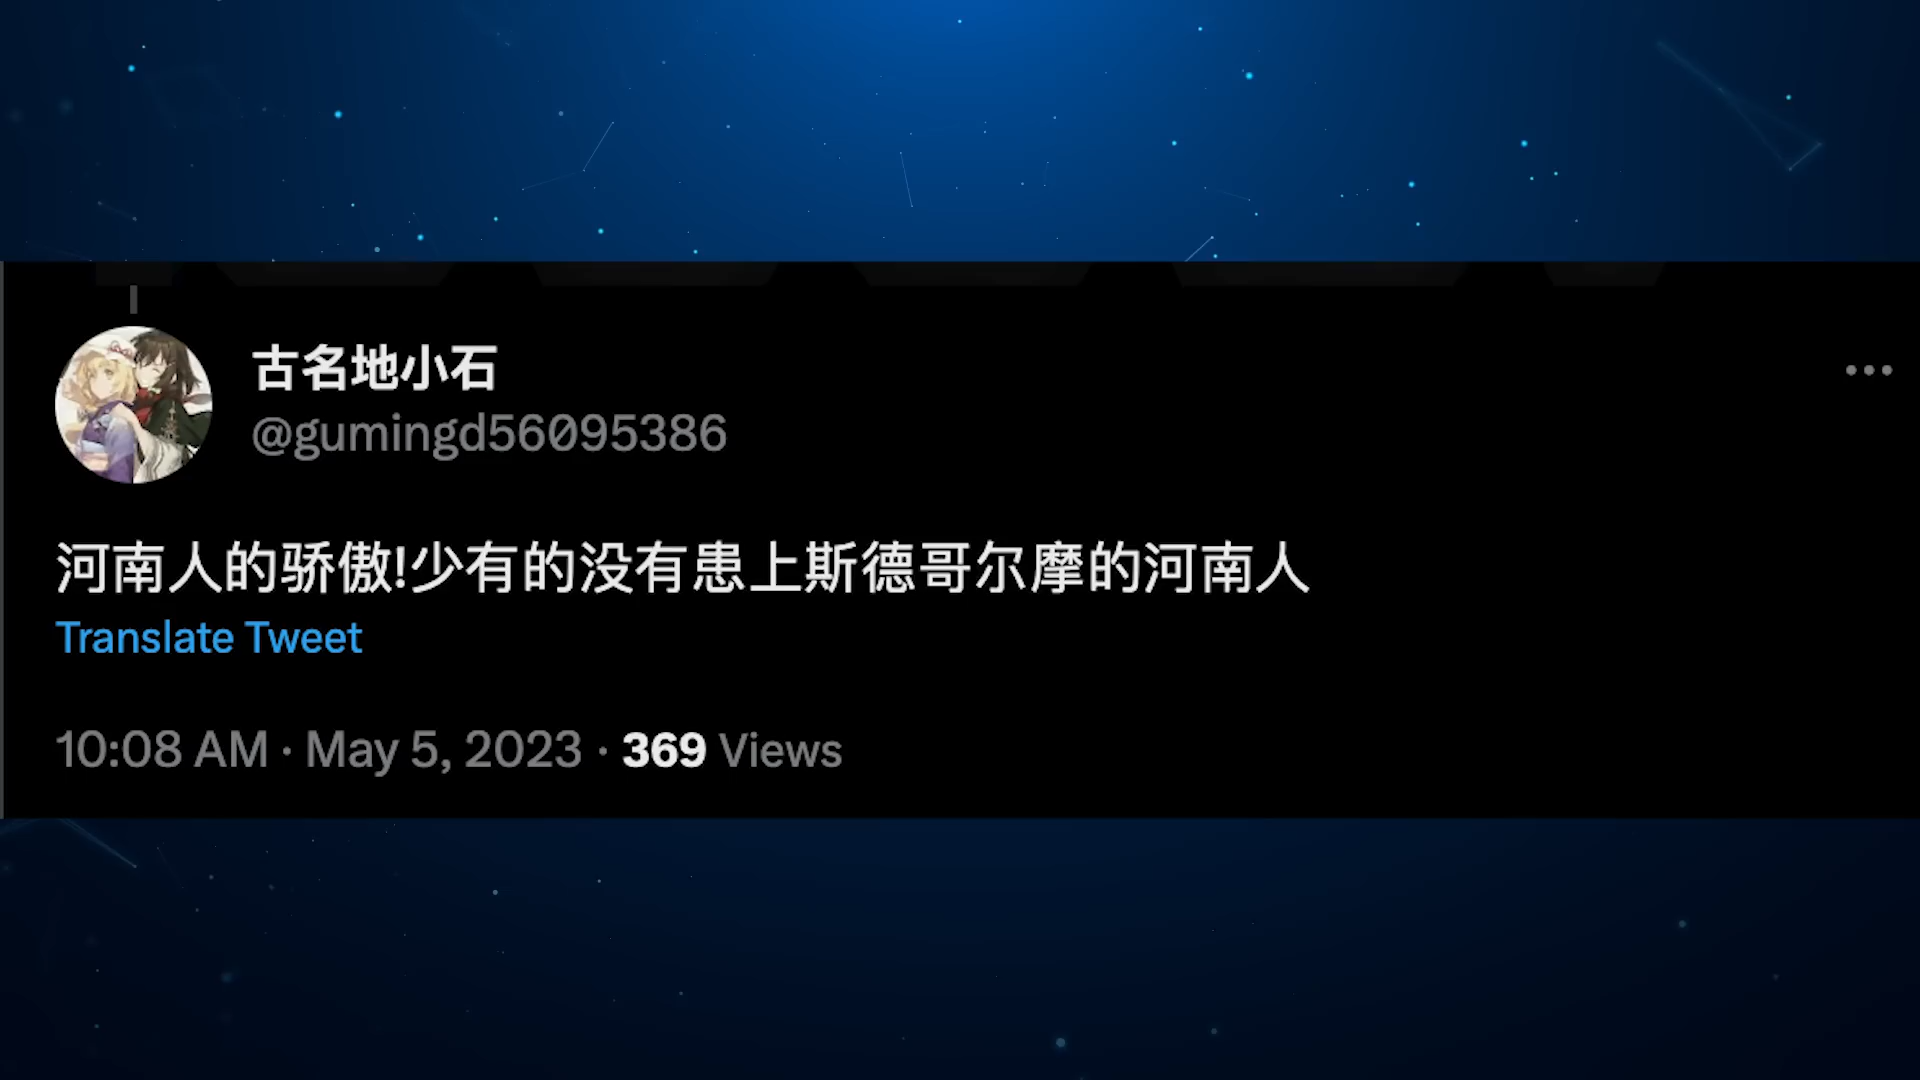 古名地小石
@gumingd56095386
河南人的骄傲!少有的没有患上斯德哥尔摩的河南人
Translate Tweet
10:08 AM · May 5, 2023 · 369 Views